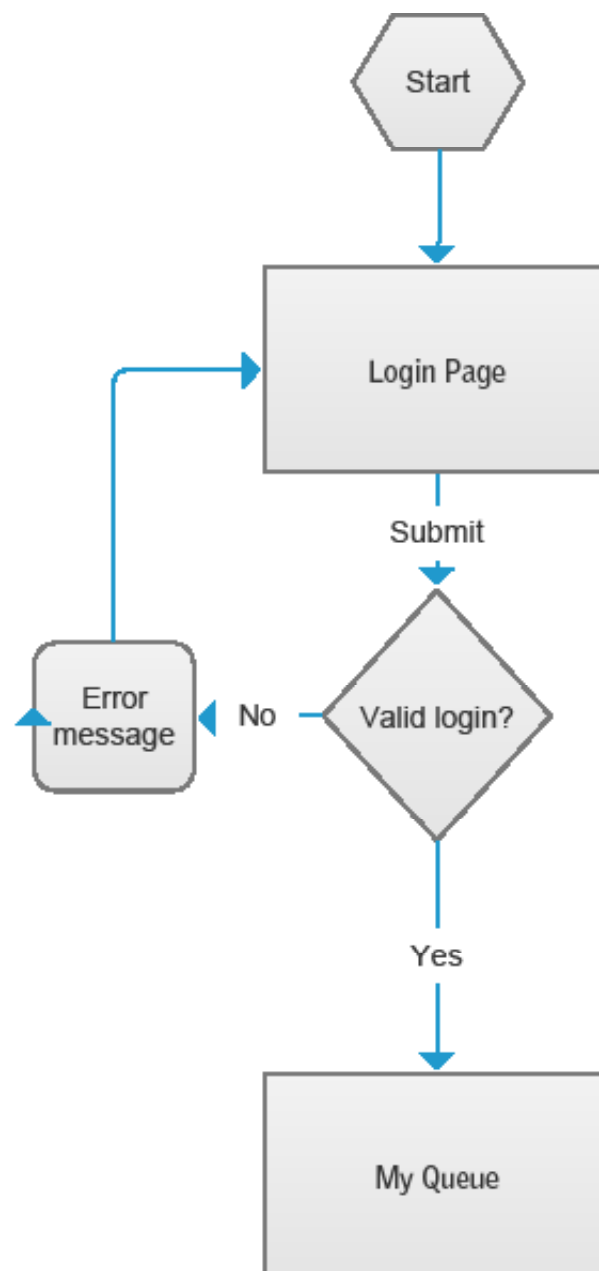 Start
Login Page
Submit
Valid login?
No
Error
message
Yes
My Queue